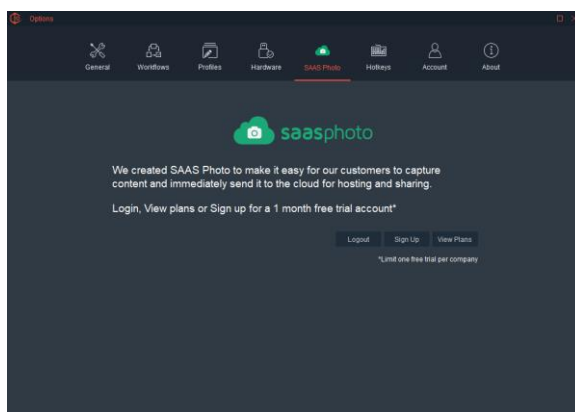 Options
General Workflows Profiles Hardware SAAS Photo Hotkeys Account About
saasphoto
We created SAAS Photo to make it easy for our customers to capture
content and immediately send it to the cloud for hosting and sharing.
Login, View plans or Sign up for a 1 month free trial account*
Logout Sign Up View Plans
*Limit one free trial per company